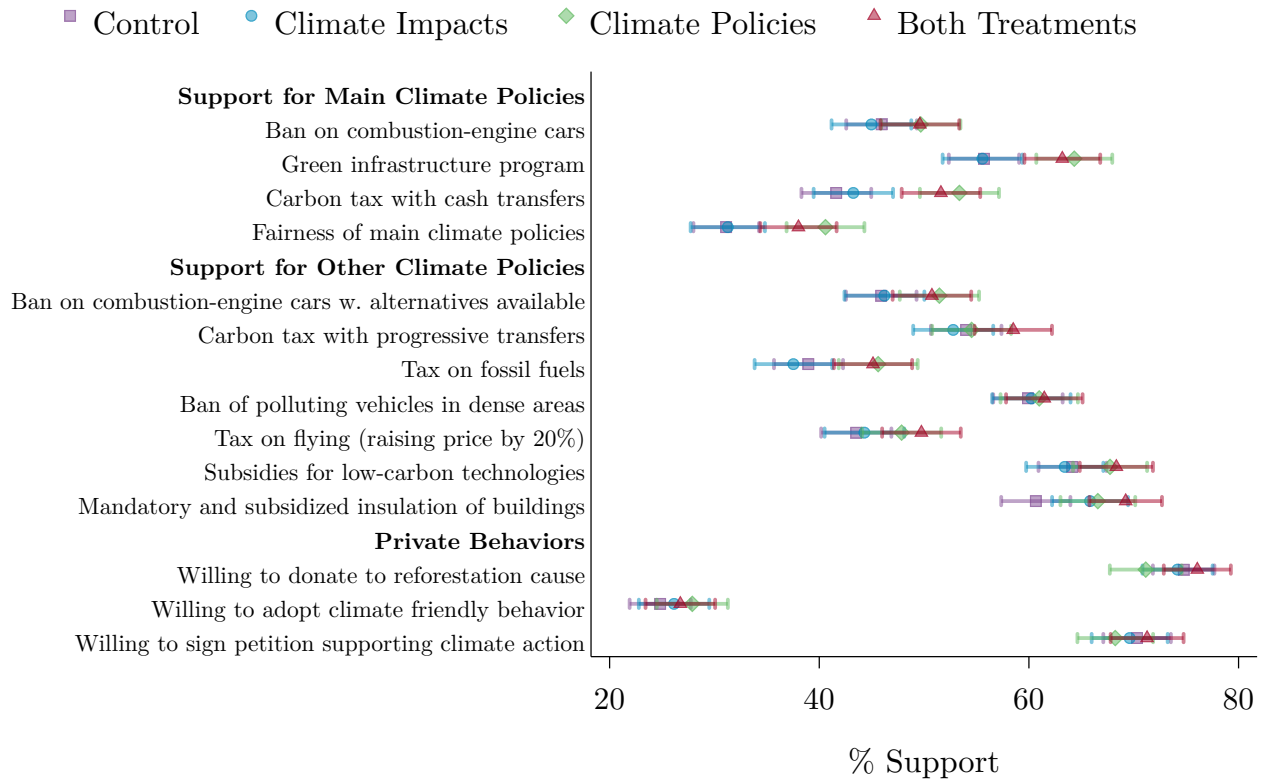 Control Climate Impacts Climate Policies Both Treatments
Support for Main Climate Policies
Ban on combustion-engine cars
Green infrastructure program
Carbon tax with cash transfers
Fairness of main climate policies
Support for Other Climate Policies
Ban on combustion-engine cars w. alternatives available
Carbon tax with progressive transfers
Tax on fossil fuels
Ban of polluting vehicles in dense areas
Tax on flying (raising price by 20%)
Subsidies for low-carbon technologies
Mandatory and subsidized insulation of buildings
Private Behaviors
Willing to donate to reforestation cause
Willing to adopt climate friendly behavior
Willing to sign petition supporting climate action
20 40 60 80
% Support